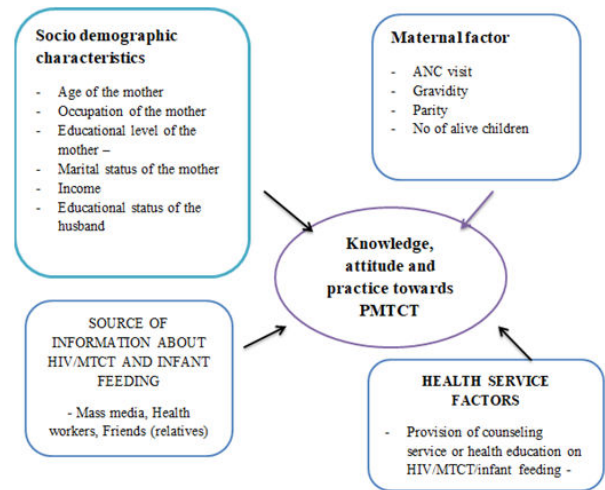 Socio demographic
characteristics
- Age of the mother
- Occupation of the mother
- Educational level of the
mother –
- Marital status of the mother
- Income
- Educational status of the
husband
Maternal factor
- ANC visit
- Gravidity
- Parity
- No of alive children
Knowledge,
attitude and
practice towards
PMTCT
SOURCE OF
INFORMATION ABOUT
HIV/MTCT AND INFANT
FEEDING
- Mass media, Health
workers, Friends (relatives)
HEALTH SERVICE
FACTORS
- Provision of counseling
service or health education on
HIV/MTCT/infant feeding -